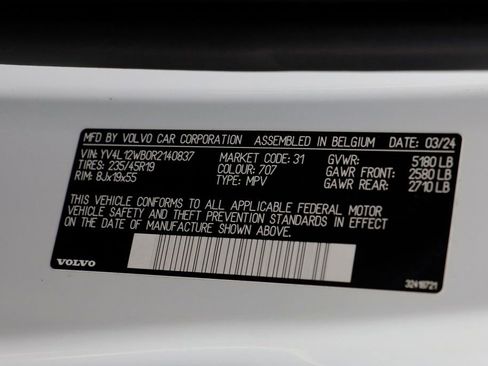 MFD BY VOLVO CAR CORPORATION ASSEMBLED IN BELGIUM DATE: 03/24
VIN: YV4L12WB0R2140837 MARKET CODE: 31 GVWR: 5180 LB
TIRES: 235/45R19 COLOUR: 707 GAWR FRONT: 2580 LB
RIM: 8Jx19x55 TYPE: MPV GAWR REAR: 2710 LB
THIS VEHICLE CONFORMS TO ALL APPLICABLE FEDERAL MOTOR
VEHICLE SAFETY AND THEFT PREVENTION STANDARDS IN EFFECT
ON THE DATE OF MANUFACTURE SHOWN ABOVE.
VOLVO